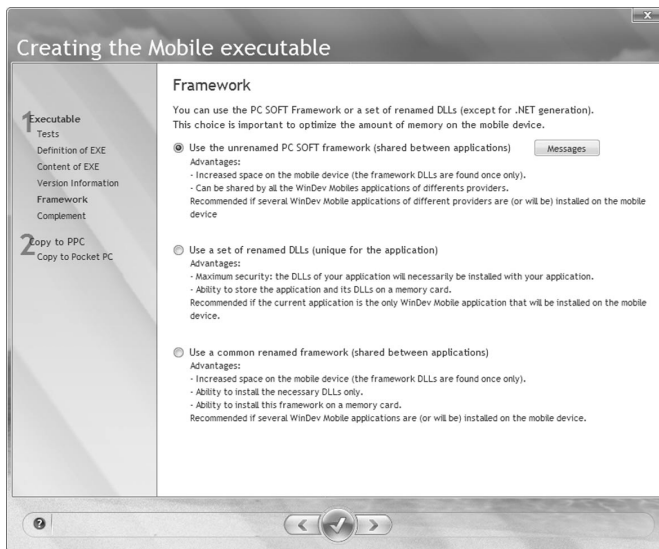 Creating the Mobile executable
1 Executable
Tests
Definition of EXE
Content of EXE
Version Information
Framework
Complement
2 Copy to PPC
Copy to Pocket PC
Framework
You can use the PC SOFT Framework or a set of renamed DLLs (except for .NET generation).
This choice is important to optimize the amount of memory on the mobile device.
Use the unrenamed PC SOFT framework (shared between applications)
Messages
Advantages:
- Increased space on the mobile device (the framework DLLs are found once only).
- Can be shared by all the WinDev Mobiles applications of differents providers.
Recommended if several WinDev Mobile applications of different providers are (or will be) installed on the mobile
device
Use a set of renamed DLLs (unique for the application)
Advantages:
- Maximum security: the DLLs of your application will necessarily be installed with your application.
- Ability to store the application and its DLLs on a memory card.
Recommended if the current application is the only WinDev Mobile application that will be installed on the mobile
device.
Use a common renamed framework (shared between applications)
Advantages:
- Increased space on the mobile device (the framework DLLs are found once only).
- Ability to install the necessary DLLs only.
- Ability to install this framework on a memory card.
Recommended if several WinDev Mobile applications are (or will be) installed on the mobile device.
?